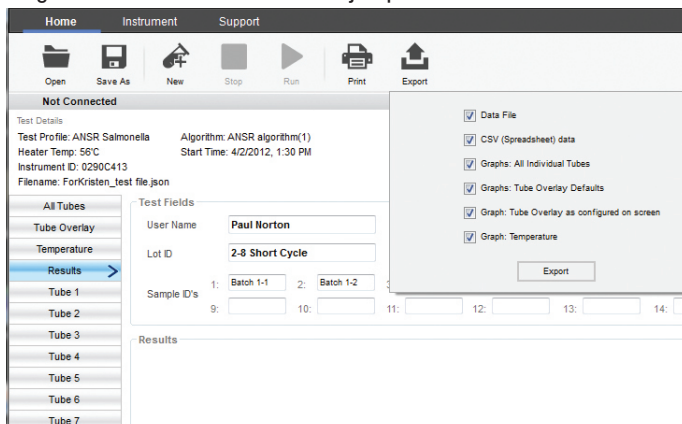 Home Instrument Support
Open Save As New Stop Run Print Export
Not Connected
Test Details
Test Profile: ANSR Salmonella Algorithm: ANSR algorithm(1)
Heater Temp: 56'C Start Time: 4/2/2012, 1:30 PM
Instrument ID: 0290C413
Filename: ForKristen_test file.json
Data File
CSV (Spreadsheet) data
Graphs: All Individual Tubes
Graphs: Tube Overlay Defaults
Graph: Tube Overlay as configured on screen
Graph: Temperature
Export
All Tubes
Tube Overlay
Temperature
Results
Tube 1
Tube 2
Tube 3
Tube 4
Tube 5
Tube 6
Tube 7
Test Fields
User Name Paul Norton
Lot ID 2-8 Short Cycle
Sample ID's 1: Batch 1-1 2: Batch 1-2
9: 10: 11: 12: 13: 14:
Results